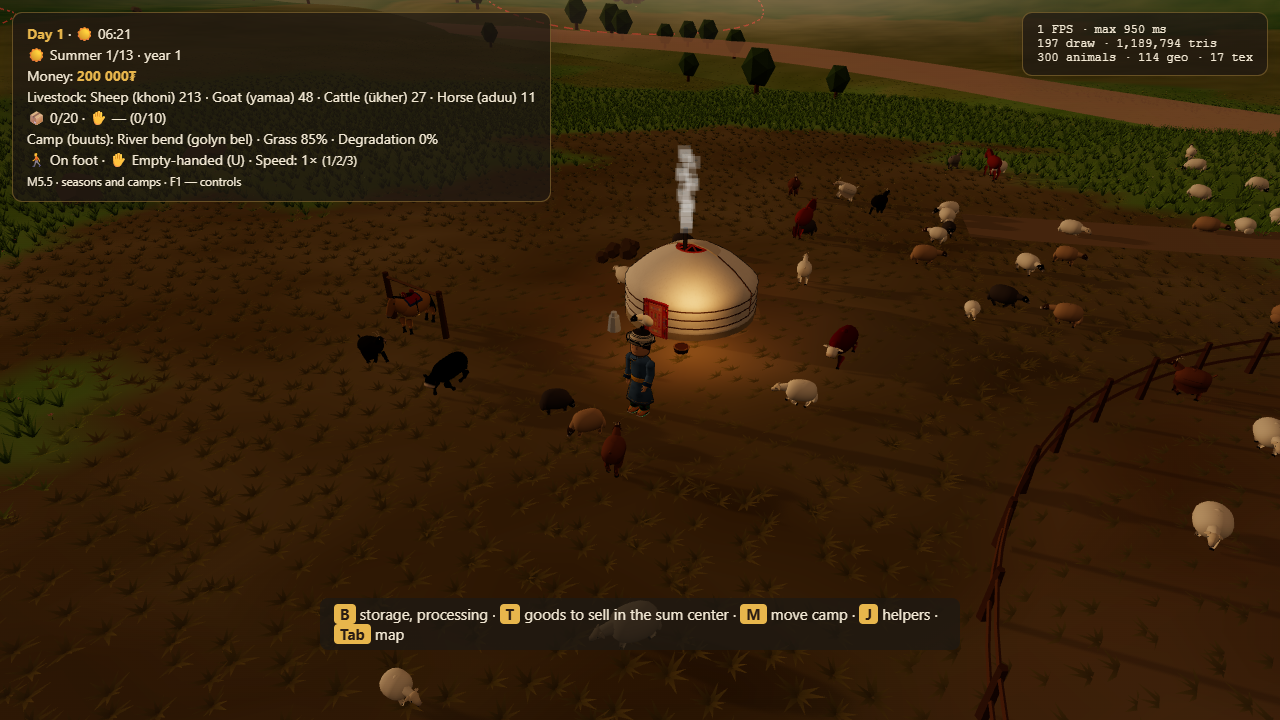 Day 1 · ☀️ 06:21
☀️ Summer 1/13 · year 1
Money: 200 000₮
Livestock: Sheep (khoni) 213 · Goat (yamaa) 48 · Cattle (ükher) 27 · Horse (aduu) 11
📦 0/20 · ✋ — (0/10)
Camp (buuts): River bend (golyn bel) · Grass 85% · Degradation 0%
🚶 On foot · ✋ Empty-handed (U) · Speed: 1× (1/2/3)
M5.5 · seasons and camps · F1 — controls
1 FPS · max 950 ms
197 draw · 1,189,794 tris
300 animals · 114 geo · 17 tex
B storage, processing · T goods to sell in the sum center · M move camp · J helpers ·
Tab map